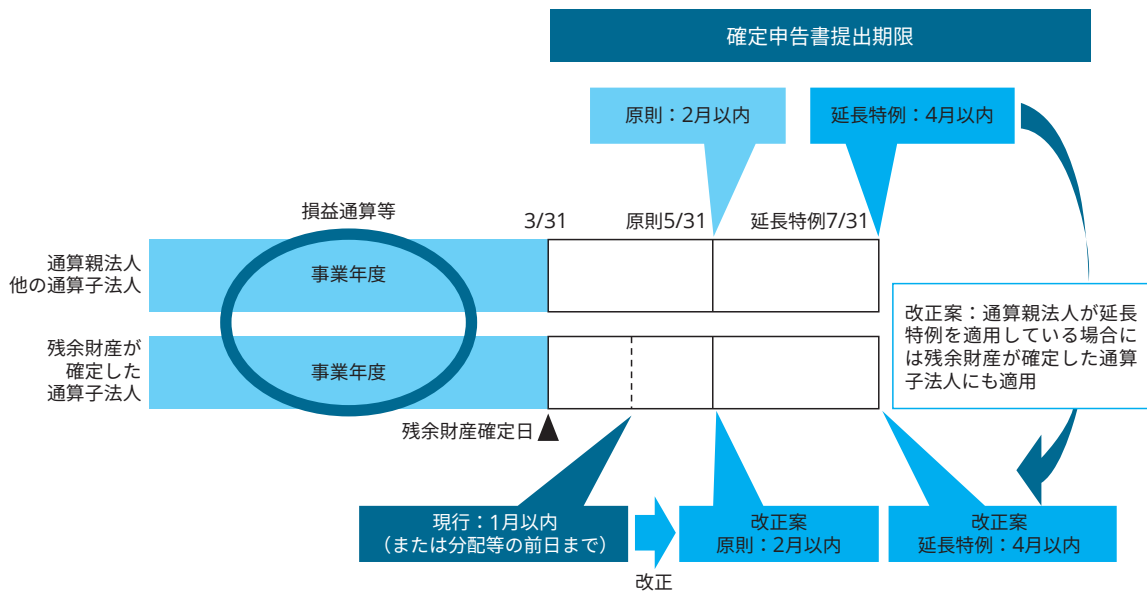 確定申告書提出期限
原則：2月以内
延長特例：4月以内
損益通算等
3/31
原則5/31
延長特例7/31
通算親法人
他の通算子法人
事業年度
残余財産が
確定した
通算子法人
事業年度
改正案：通算親法人が延長
特例を適用している場合に
は残余財産が確定した通算
子法人にも適用
残余財産確定日
現行：1月以内
（または分配等の前日まで）
改正
改正案
原則：2月以内
改正案
延長特例：4月以内